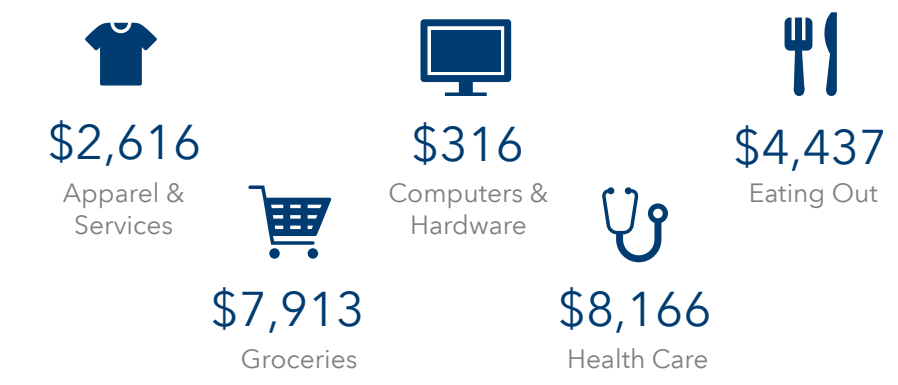 $2,616
Apparel &
Services
$316
Computers &
Hardware
$4,437
Eating Out
$7,913
Groceries
$8,166
Health Care